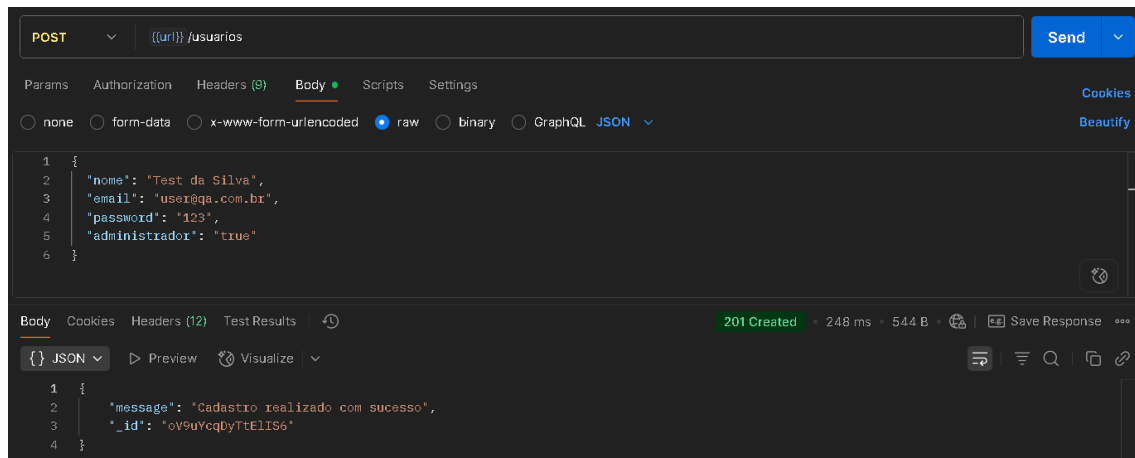 POST {{url}}/usuarios Send
Params Authorization Headers (9) Body Scripts Settings Cookies
none form-data x-www-form-urlencoded raw binary GraphQL JSON Beautify
1 {
2 "nome": "Test da Silva",
3 "email": "user@qa.com.br",
4 "password": "123",
5 "administrador": "true"
6 }
Body Cookies Headers (12) Test Results 201 Created 248 ms 544 B e.g. Save Response
{} JSON Preview Visualize
1 {
2 "message": "Cadastro realizado com sucesso",
3 "_id": "oV9uYcqDyTtElIS6"
4 }